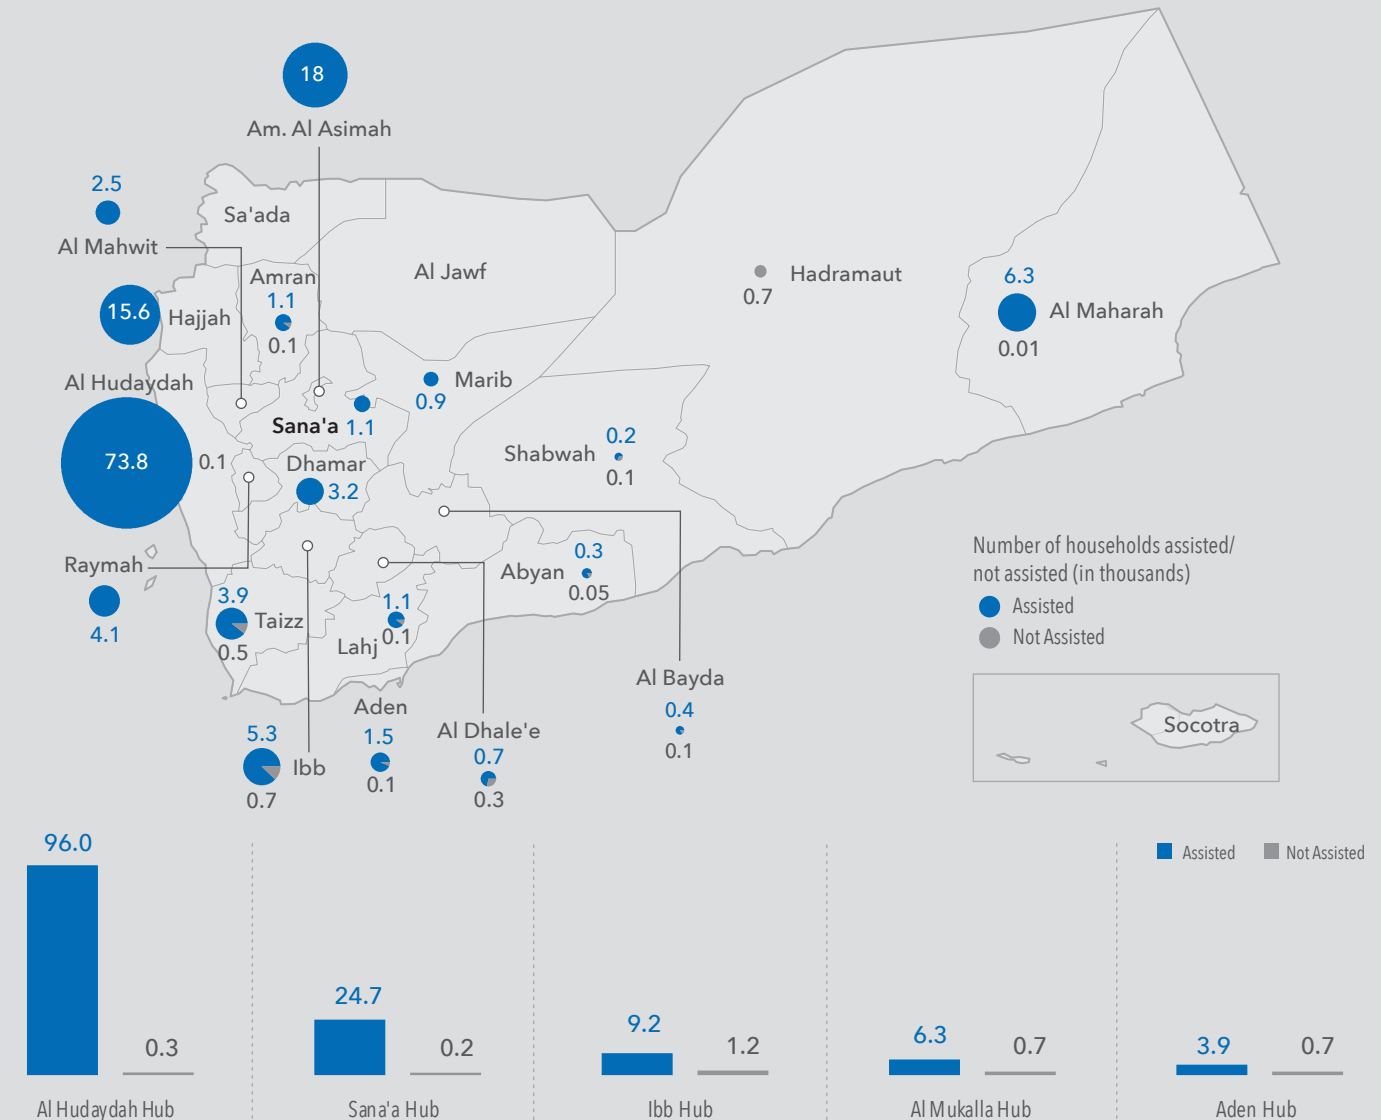 18
Am. Al Asimah
2.5
Al Mahwit
Sa'ada
Amran
1.1
0.1
Al Jawf
0.7
Hadramaut
6.3
Al Maharah
0.01
15.6
Hajjah
Al Hudaydah
73.8
0.1
Marib
0.9
Sana'a
1.1
Dhamar
3.2
Shabwah
0.2
0.1
Raymah
4.1
3.9
Taizz
0.5
1.1
Lahj
0.1
Abyan
0.3
0.05
Number of households assisted/
not assisted (in thousands)
Assisted
Not Assisted
Al Bayda
0.4
0.1
Socotra
5.3
Ibb
0.7
Aden
1.5
0.1
Al Dhale'e
0.7
0.3
Assisted
Not Assisted
96.0
0.3
Al Hudaydah Hub
24.7
0.2
Sana'a Hub
9.2
1.2
Ibb Hub
6.3
0.7
Al Mukalla Hub
3.9
0.7
Aden Hub